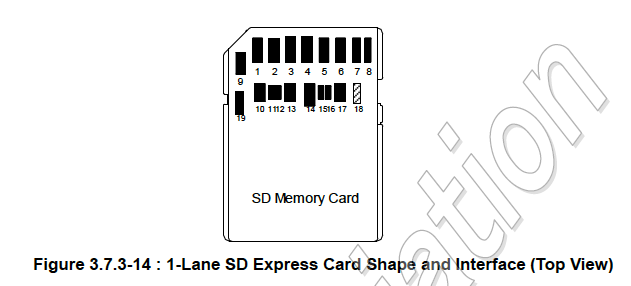 1 2 3 4 5 6 7 8
9
10 11 12 13 14 15 16 17 18
19
SD Memory Card
Figure 3.7.3-14 : 1-Lane SD Express Card Shape and Interface (Top View)